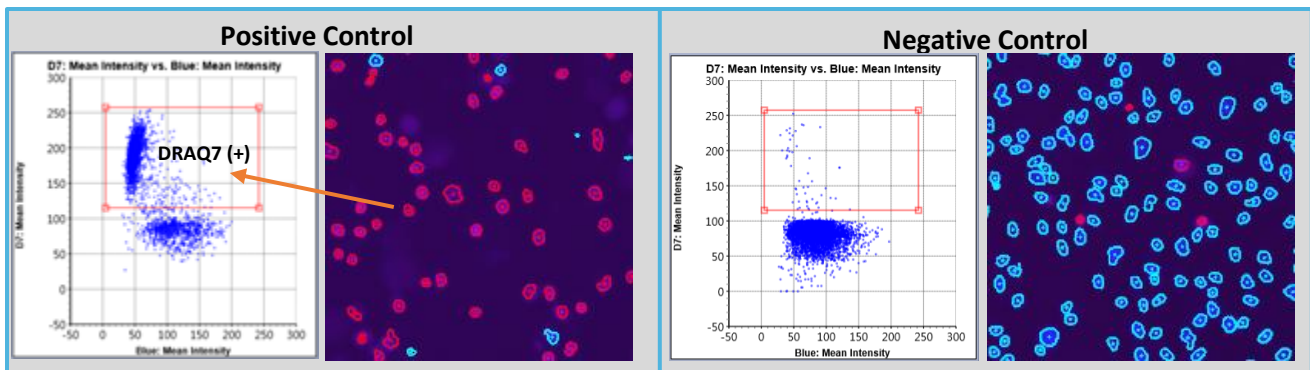 Positive Control
D7: Mean Intensity vs. Blue: Mean Intensity
300
250
200
150
100
50
0
-50
D7: Mean Intensity
DRAQ7 (+)
-50 0 50 100 150 200 250 300
Blue: Mean Intensity
Negative Control
D7: Mean Intensity vs. Blue: Mean Intensity
300
250
200
150
100
50
0
-50
D7: Mean Intensity
-50 0 50 100 150 200 250 300
Blue: Mean Intensity